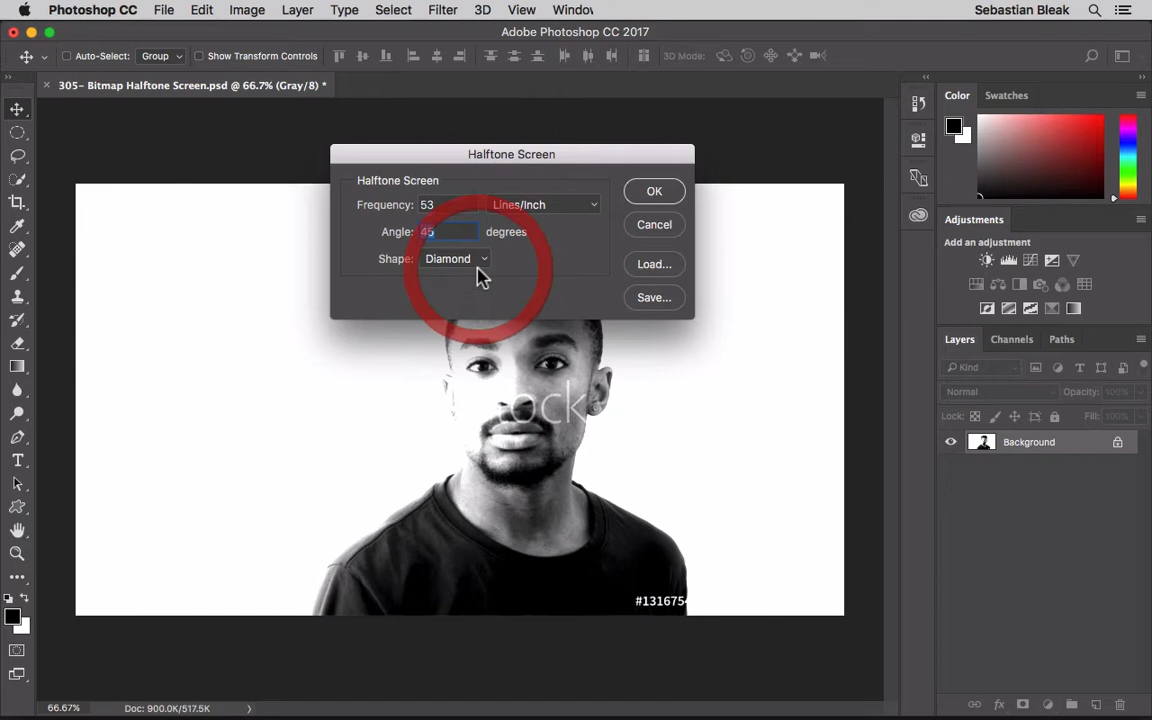 Photoshop CC File Edit Image Layer Type Select Filter 3D View Window Sebastian Bleak
Adobe Photoshop CC 2017
Auto-Select: Group Show Transform Controls 3D Mode:
305– Bitmap Halftone Screen.psd @ 66.7% (Gray/8) *
Color Swatches
Halftone Screen
Halftone Screen
Frequency: 53 Lines/Inch
OK
Angle: 45 degrees
Cancel
Shape: Diamond
Load...
Save...
Adjustments
Add an adjustment
Layers Channels Paths
Kind
Normal Opacity: 100%
Lock: Fill: 100%
Background
ock
#1316754
66.67% Doc: 900.0K/517.5K